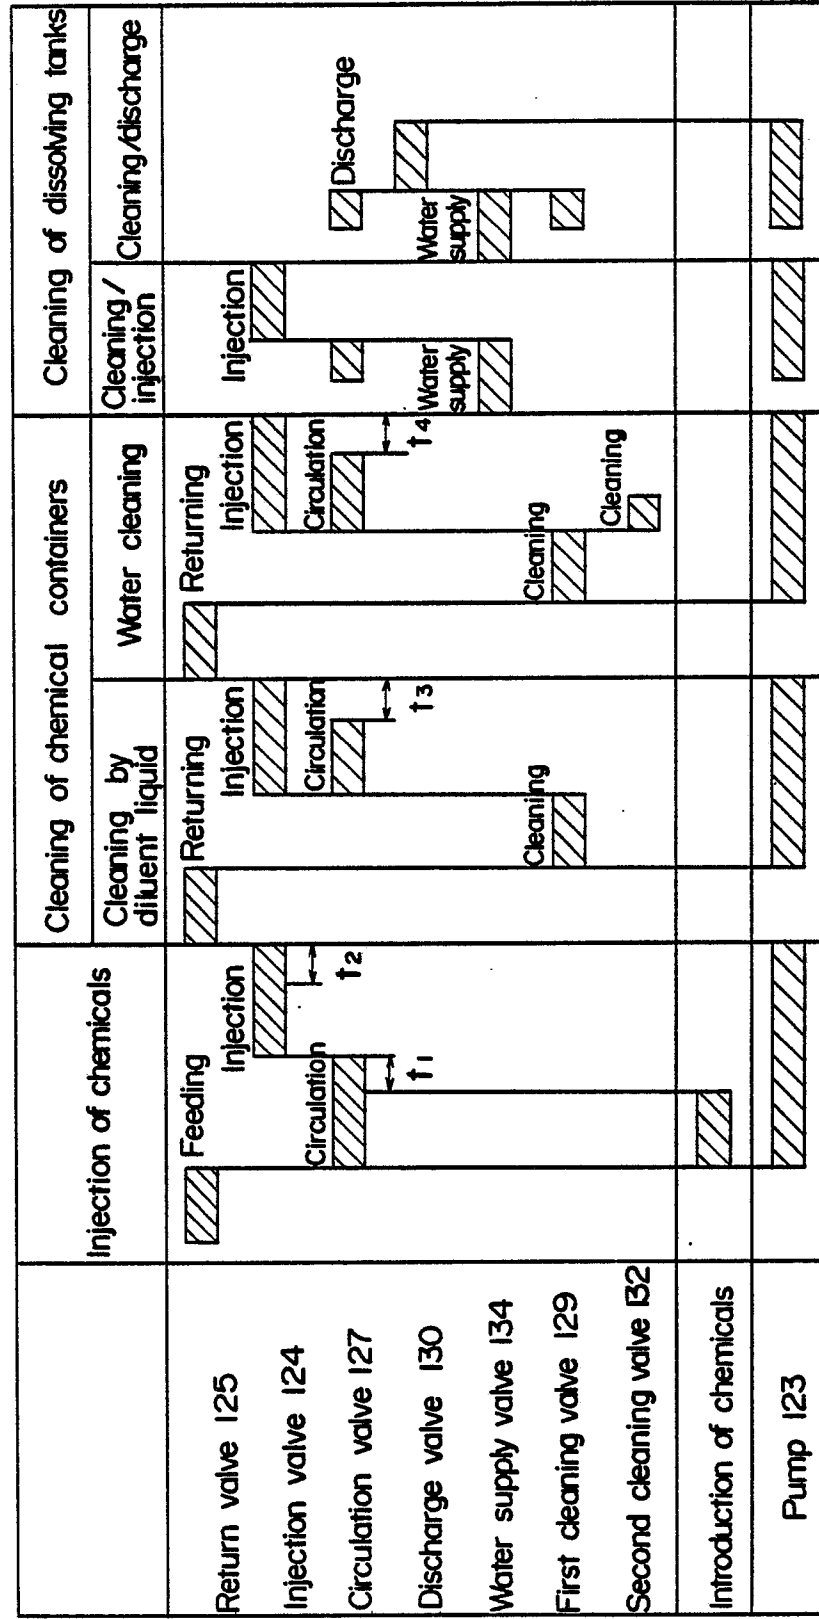 Injection of chemicals
Cleaning of chemical containers
Cleaning of dissolving tanks
Cleaning by
diluent liquid
Water cleaning
Cleaning/
injection
Cleaning/discharge
Return valve 125
Feeding
Returning
Returning
Injection valve 124
Injection
Injection
Injection
Injection
Circulation valve 127
Circulation
Circulation
Circulation
Discharge
t1
t2
t3
t4
Discharge valve 130
Water supply valve 134
Water
supply
Water
supply
First cleaning valve 129
Cleaning
Cleaning
Second cleaning valve 132
Cleaning
Introduction of chemicals
Pump 123